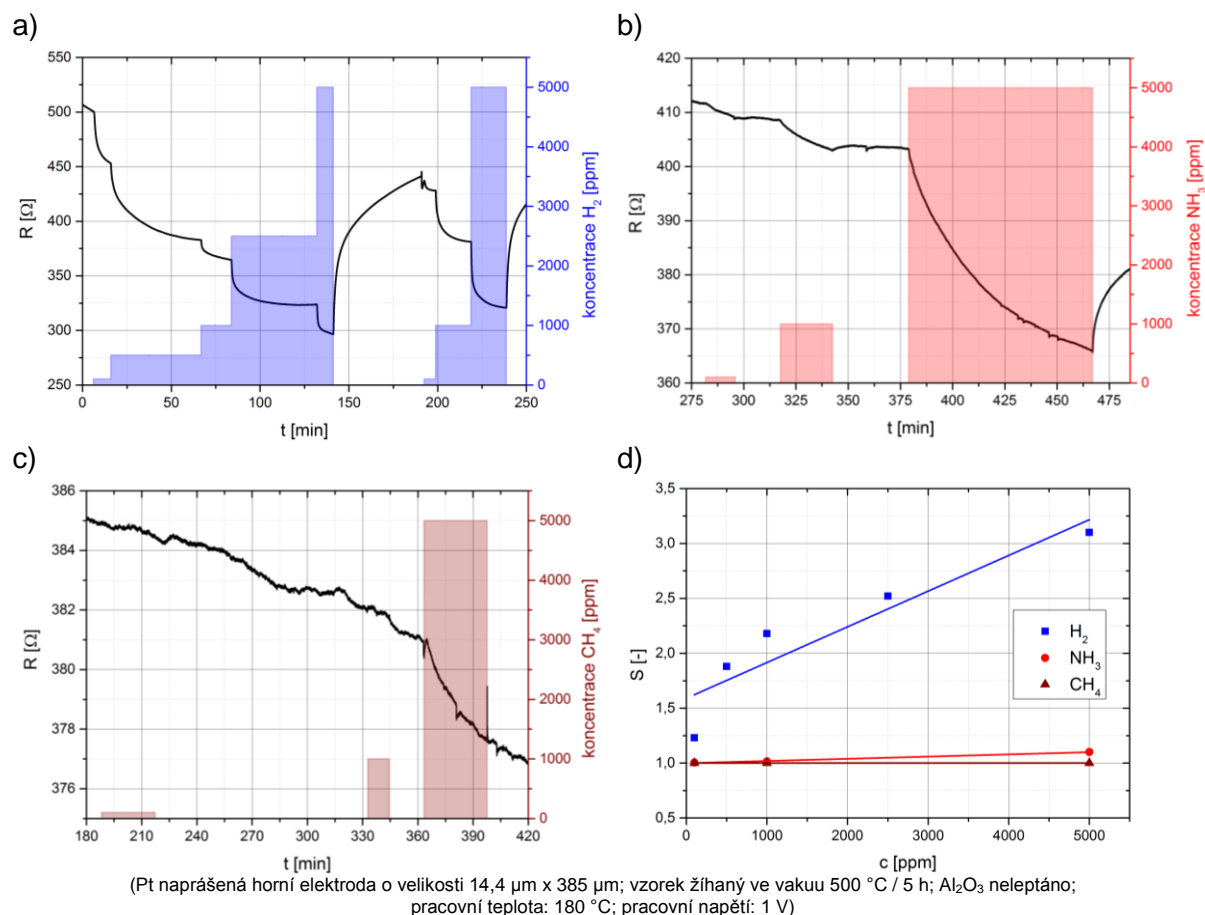 a)
550
500
450
400
350
300
250
R [Ω]
0 50 100 150 200 250
t [min]
5000
4000
3000
2000
1000
0
koncentrace H₂ [ppm]
b)
420
410
400
390
380
370
360
R [Ω]
275 300 325 350 375 400 425 450 475
t [min]
5000
4000
3000
2000
1000
0
koncentrace NH₃ [ppm]
c)
386
384
382
380
378
376
R [Ω]
180 210 240 270 300 330 360 390 420
t [min]
5000
4000
3000
2000
1000
0
koncentrace CH₄ [ppm]
d)
3,5
3,0
2,5
2,0
1,5
1,0
0,5
S [-]
0 1000 2000 3000 4000 5000
c [ppm]
H₂
NH₃
CH₄
(Pt naprášená horní elektroda o velikosti 14,4 µm x 385 µm; vzorek žíhaný ve vakuu 500 °C / 5 h; Al₂O₃ neleptáno;
pracovní teplota: 180 °C; pracovní napětí: 1 V)